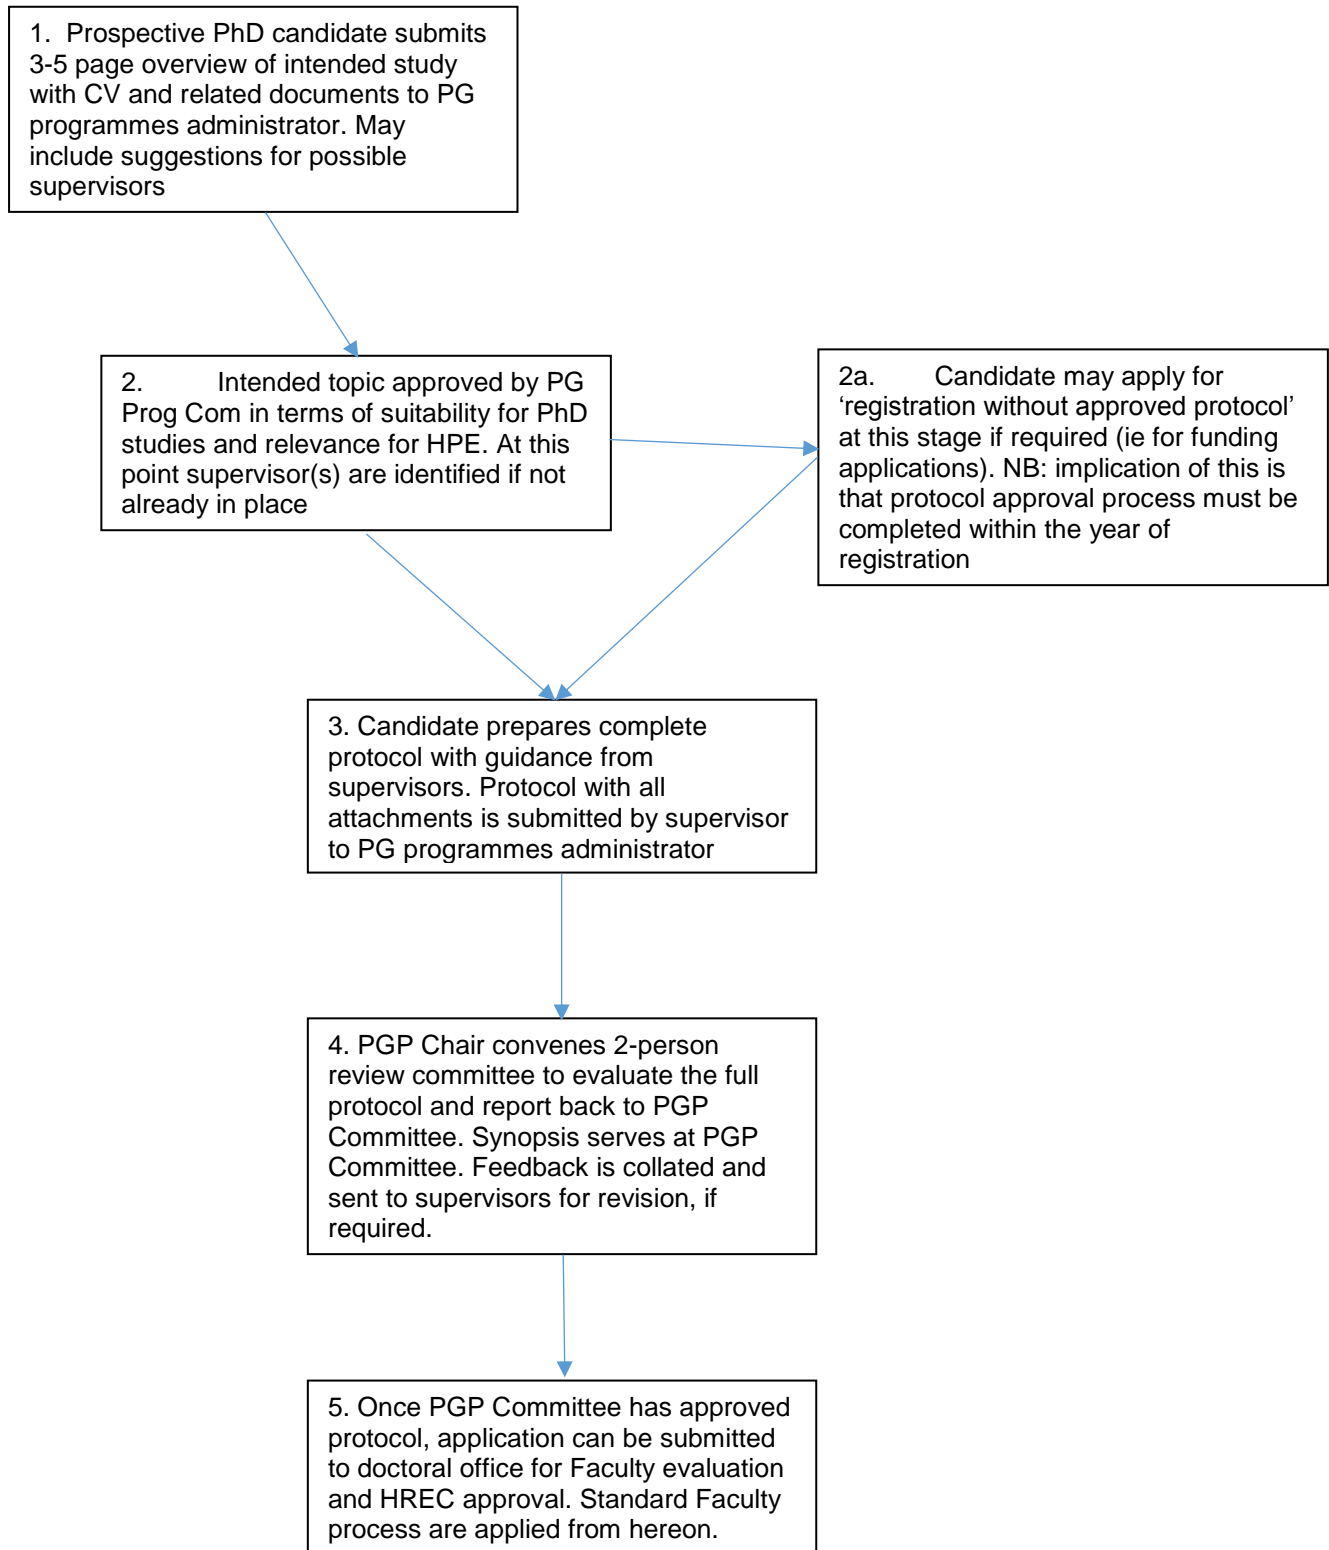 1. Prospective PhD candidate submits
3-5 page overview of intended study
with CV and related documents to PG
programmes administrator. May
include suggestions for possible
supervisors
2. Intended topic approved by PG
Prog Com in terms of suitability for PhD
studies and relevance for HPE. At this
point supervisor(s) are identified if not
already in place
2a. Candidate may apply for
‘registration without approved protocol’
at this stage if required (ie for funding
applications). NB: implication of this is
that protocol approval process must be
completed within the year of
registration
3. Candidate prepares complete
protocol with guidance from
supervisors. Protocol with all
attachments is submitted by supervisor
to PG programmes administrator
4. PGP Chair convenes 2-person
review committee to evaluate the full
protocol and report back to PGP
Committee. Synopsis serves at PGP
Committee. Feedback is collated and
sent to supervisors for revision, if
required.
5. Once PGP Committee has approved
protocol, application can be submitted
to doctoral office for Faculty evaluation
and HREC approval. Standard Faculty
process are applied from hereon.